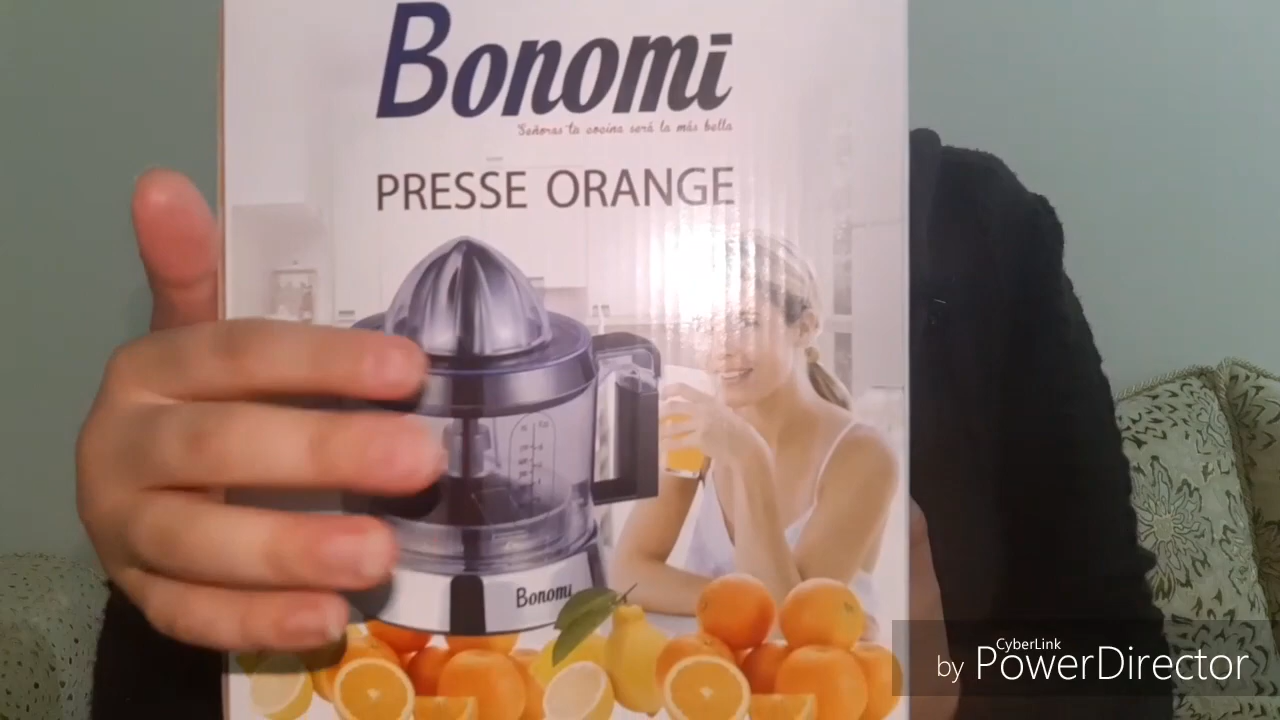 Bonomi
Señoras tu cocina será la más bella
PRESSE ORANGE
Bonomi
CyberLink
by PowerDirector